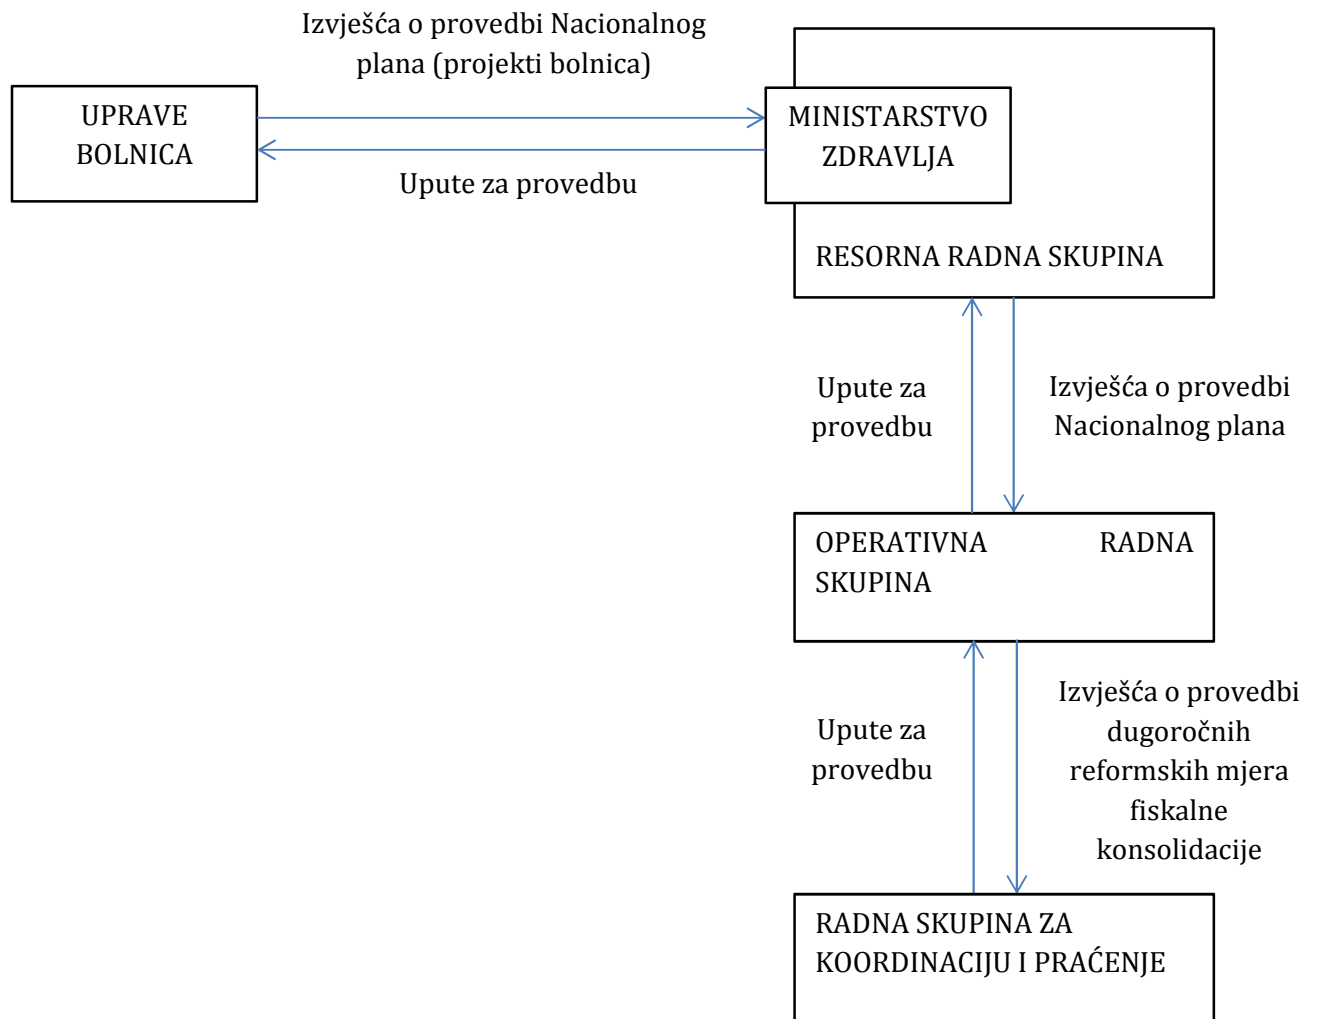 Izvješća o provedbi Nacionalnog
plana (projekti bolnica)
UPRAVE
BOLNICA
MINISTARSTVO
ZDRAVLJA
Upute za provedbu
RESORNA RADNA SKUPINA
Upute za
provedbu
Izvješća o provedbi
Nacionalnog plana
OPERATIVNA RADNA
SKUPINA
Upute za
provedbu
Izvješća o provedbi
dugoročnih
reformskih mjera
fiskalne
konsolidacije
RADNA SKUPINA ZA
KOORDINACIJU I PRAĆENJE